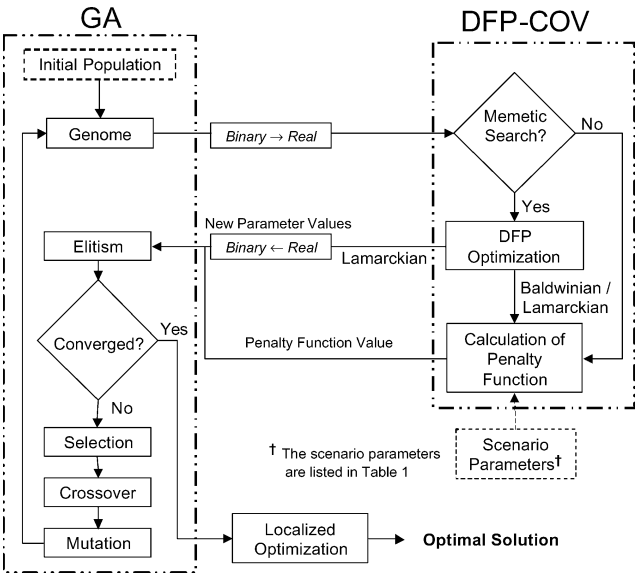 GA
DFP-COV
Initial Population
Genome
Binary → Real
Memetic
Search?
No
Yes
New Parameter Values
Elitism
Binary ← Real
Lamarckian
DFP
Optimization
Baldwinian /
Lamarckian
Converged?
Yes
Penalty Function Value
Calculation of
Penalty
Function
No
Selection
† The scenario parameters
are listed in Table 1
Scenario
Parameters†
Crossover
Mutation
Localized
Optimization
Optimal Solution